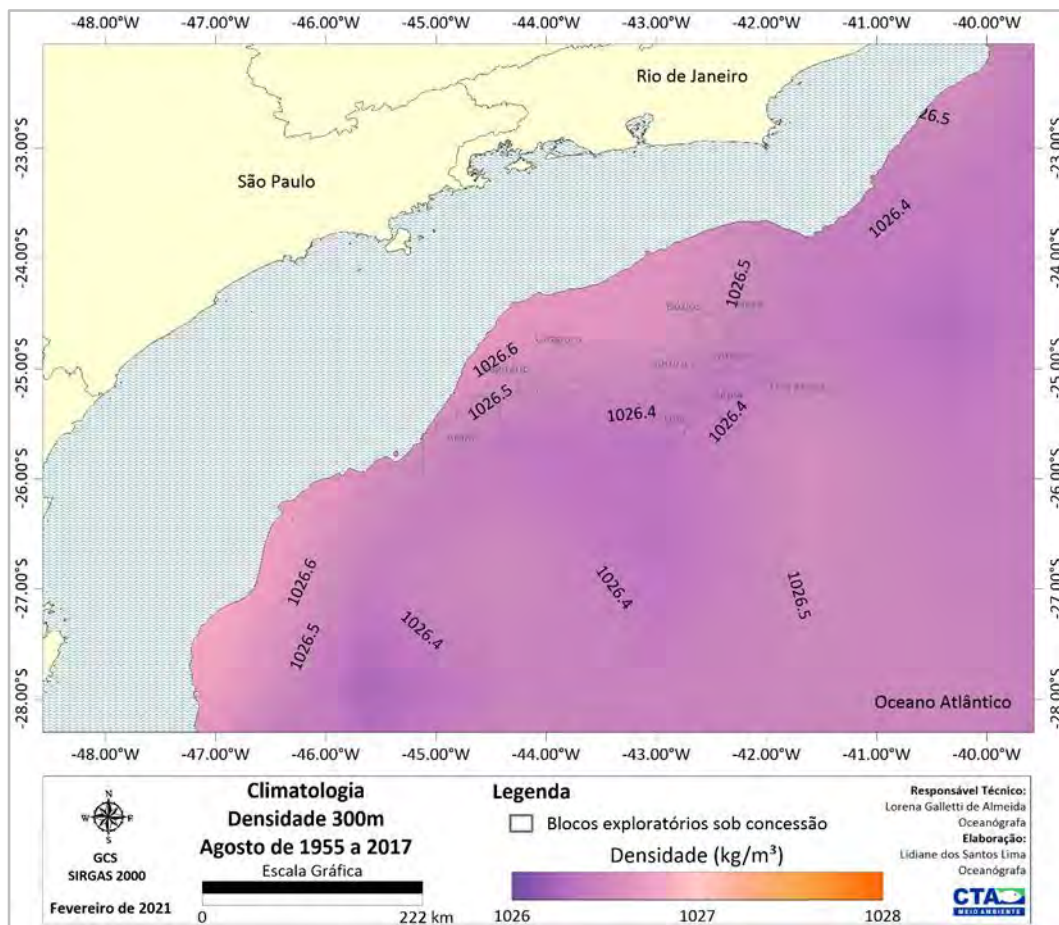 -48.00°W -47.00°W -46.00°W -45.00°W -44.00°W -43.00°W -42.00°W -41.00°W -40.00°W
Rio de Janeiro
26.5
-23.00°S -23.00°S
São Paulo
1026.4
-24.00°S -24.00°S
1026.5
1026.6
-25.00°S -25.00°S
1026.5
1026.4
1026.4
-26.00°S -26.00°S
1026.6
1026.4
1026.5
-27.00°S -27.00°S
1026.5
1026.4
-28.00°S -28.00°S
Oceano Atlântico
-48.00°W -47.00°W -46.00°W -45.00°W -44.00°W -43.00°W -42.00°W -41.00°W -40.00°W
N
W E
S
GCS
SIRGAS 2000
Fevereiro de 2021
Climatologia
Densidade 300m
Agosto de 1955 a 2017
Escala Gráfica
0 222 km
Legenda
Blocos exploratórios sob concessão
Densidade (kg/m³)
1026 1027 1028
Responsável Técnico:
Lorena Galletti de Almeida
Oceanógrafa
Elaboração:
Lidiane dos Santos Lima
Oceanógrafa
CTA
MEIO AMBIENTE